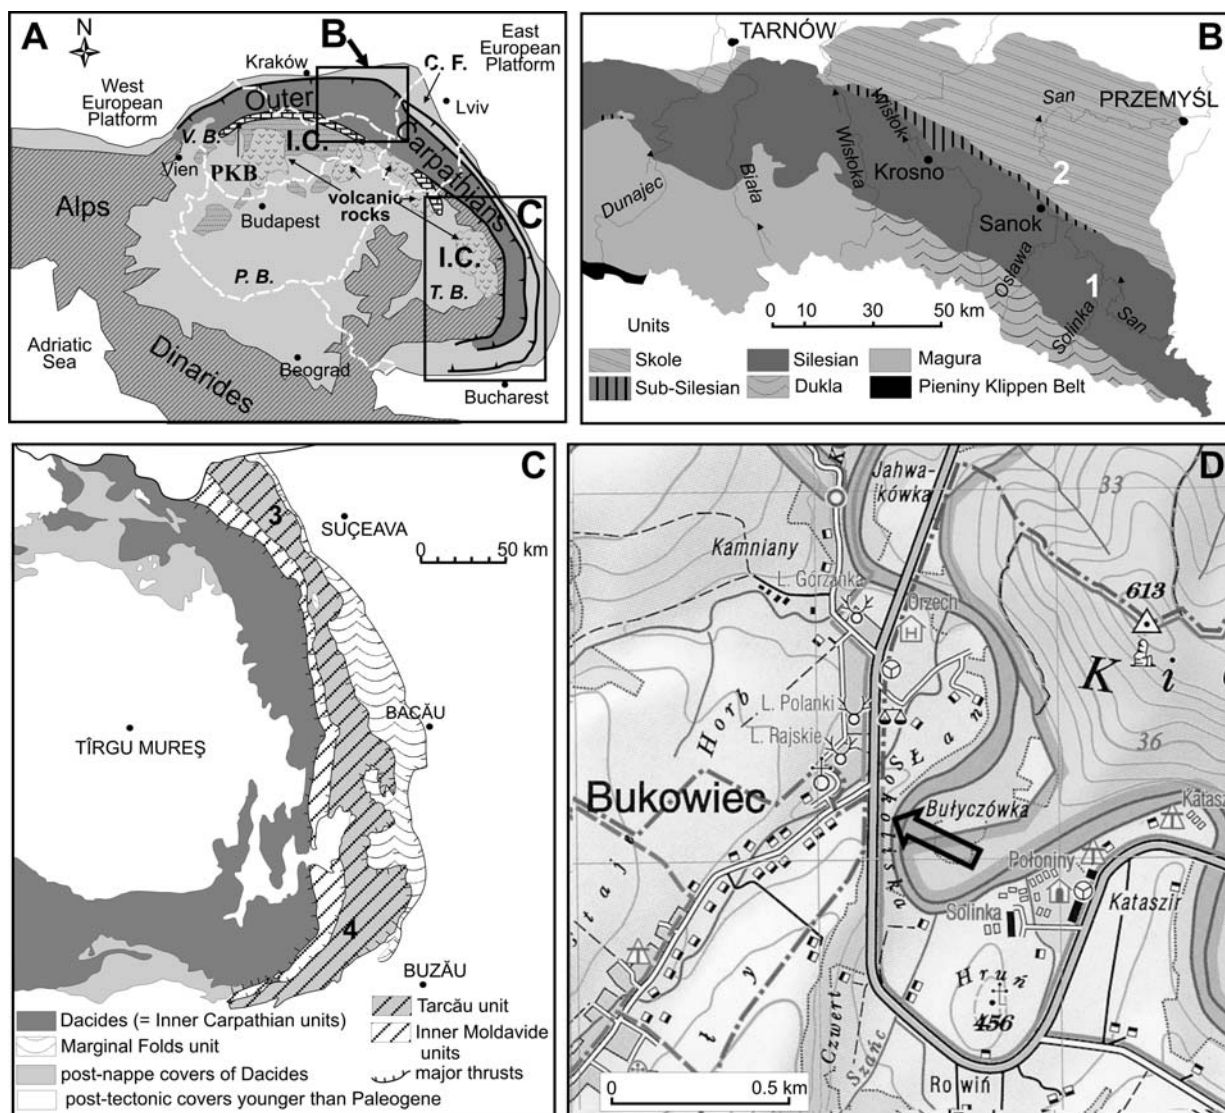 A
N
B
East
European
Platform
C. F.
Kraków
West
European
Platform
Outer
Lviv
V. B.
I.C.
Carpathians
Vien
PKB
volcanic
rocks
C
Alps
Budapest
I.C.
P. B.
T. B.
Adriatic
Sea
Dinarides
Beograd
Bucharest
B
TARNÓW
San
PRZEMYŚL
Wisłok
Wisłoka
Krosno
2
Dunajec
Biała
Sanok
Osława
1
Solinka
San
0 10 30 50 km
Units
Skole
Silesian
Magura
Sub-Silesian
Dukla
Pieniny Klippen Belt
C
3
SUÇEAVA
0 50 km
BACĂU
TÎRGU MUREŞ
4
BUZĂU
Dacides (= Inner Carpathian units)
Tarcău unit
Marginal Folds unit
Inner Moldavide
units
post-nappe covers of Dacides
major thrusts
post-tectonic covers younger than Paleogene
D
K
Jahwa-
kówka
33
Kamniany
L. Górzanka
Orzech
613
K i
Horb
L. Polanki
L. Rajskie
36
Bukowiec
Bułyczówka
Katasz
Połoniny
Solinka
Kataszir
Hruń
456
Czwert
Szańc
Rolwiń
0 0.5 km